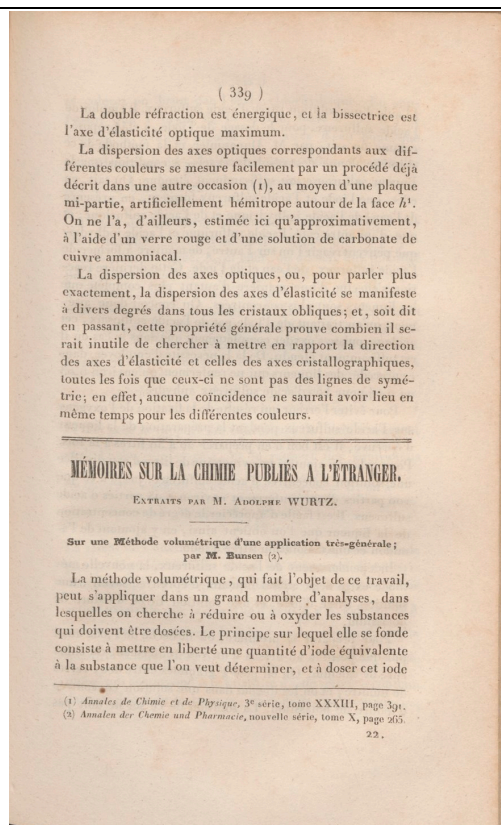 ( 339 )
La double réfraction est énergique, et la bissectrice est
l'axe d'élasticité optique maximum.
La dispersion des axes optiques correspondants aux dif-
férentes couleurs se mesure facilement par un procédé déjà
décrit dans une autre occasion (1), au moyen d'une plaque
mi-partie, artificiellement hémitrope autour de la face h¹.
On ne l'a, d'ailleurs, estimée ici qu'approximativement,
à l'aide d'un verre rouge et d'une solution de carbonate de
cuivre ammoniacal.
La dispersion des axes optiques, ou, pour parler plus
exactement, la dispersion des axes d'élasticité se manifeste
à divers degrés dans tous les cristaux obliques; et, soit dit
en passant, cette propriété générale prouve combien il se-
rait inutile de chercher à mettre en rapport la direction
des axes d'élasticité et celles des axes cristallographiques,
toutes les fois que ceux-ci ne sont pas des lignes de symé-
trie; en effet, aucune coïncidence ne saurait avoir lieu en
même temps pour les différentes couleurs.
MÉMOIRES SUR LA CHIMIE PUBLIÉS A L'ÉTRANGER.
EXTRAITS PAR M. ADOLPHE WURTZ.
Sur une Méthode volumétrique d'une application très-générale;
par M. Bunsen (2).
La méthode volumétrique, qui fait l'objet de ce travail,
peut s'appliquer dans un grand nombre d'analyses, dans
lesquelles on cherche à réduire ou à oxyder les substances
qui doivent être dosées. Le principe sur lequel elle se fonde
consiste à mettre en liberté une quantité d'iode équivalente
à la substance que l'on veut déterminer, et à doser cet iode
(1) Annales de Chimie et de Physique, 3e série, tome XXXIII, page 391.
(2) Annalen der Chemie und Pharmacie, nouvelle série, tome X, page 265.
22.